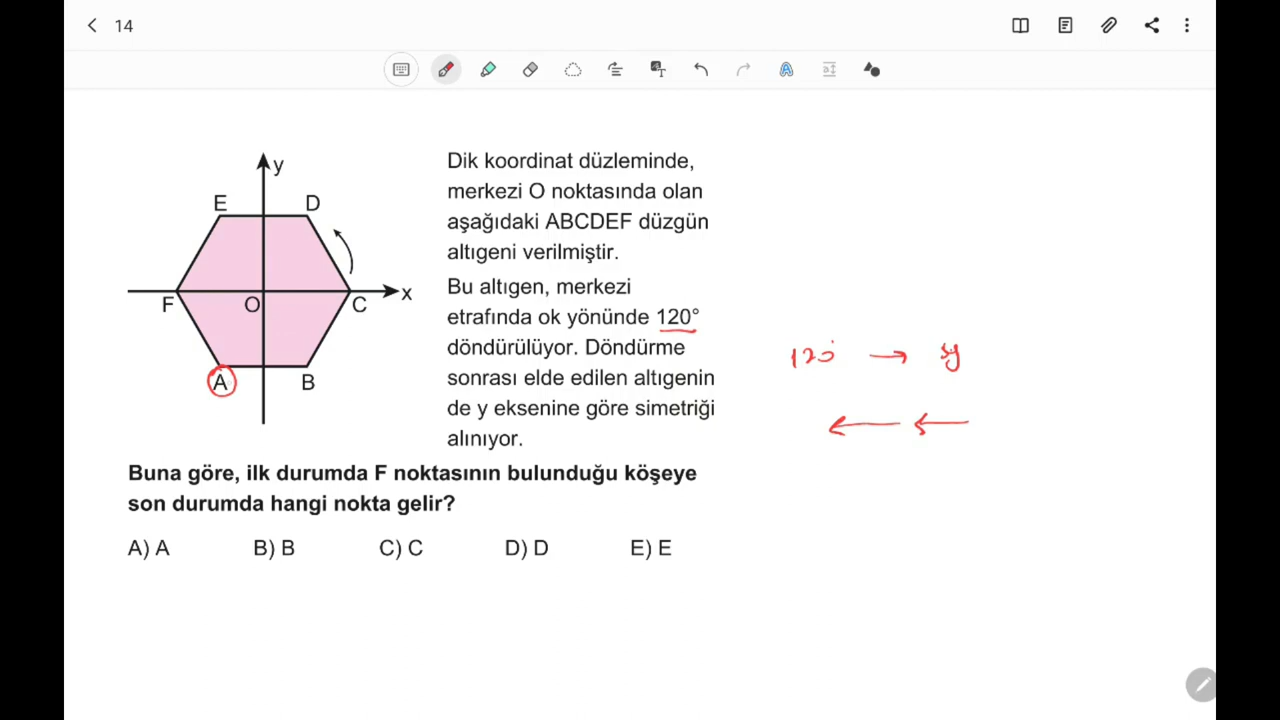 14
y
E
D
Dik koordinat düzleminde,
merkezi O noktasında olan
aşağıdaki ABCDEF düzgün
altıgeni verilmiştir.
F
O
C
x
A
B
Bu altıgen, merkezi
etrafında ok yönünde 120°
döndürülüyor. Döndürme
sonrası elde edilen altıgenin
de y eksenine göre simetriği
alınıyor.
120° → y
Buna göre, ilk durumda F noktasının bulunduğu köşeye
son durumda hangi nokta gelir?
A) A B) B C) C D) D E) E